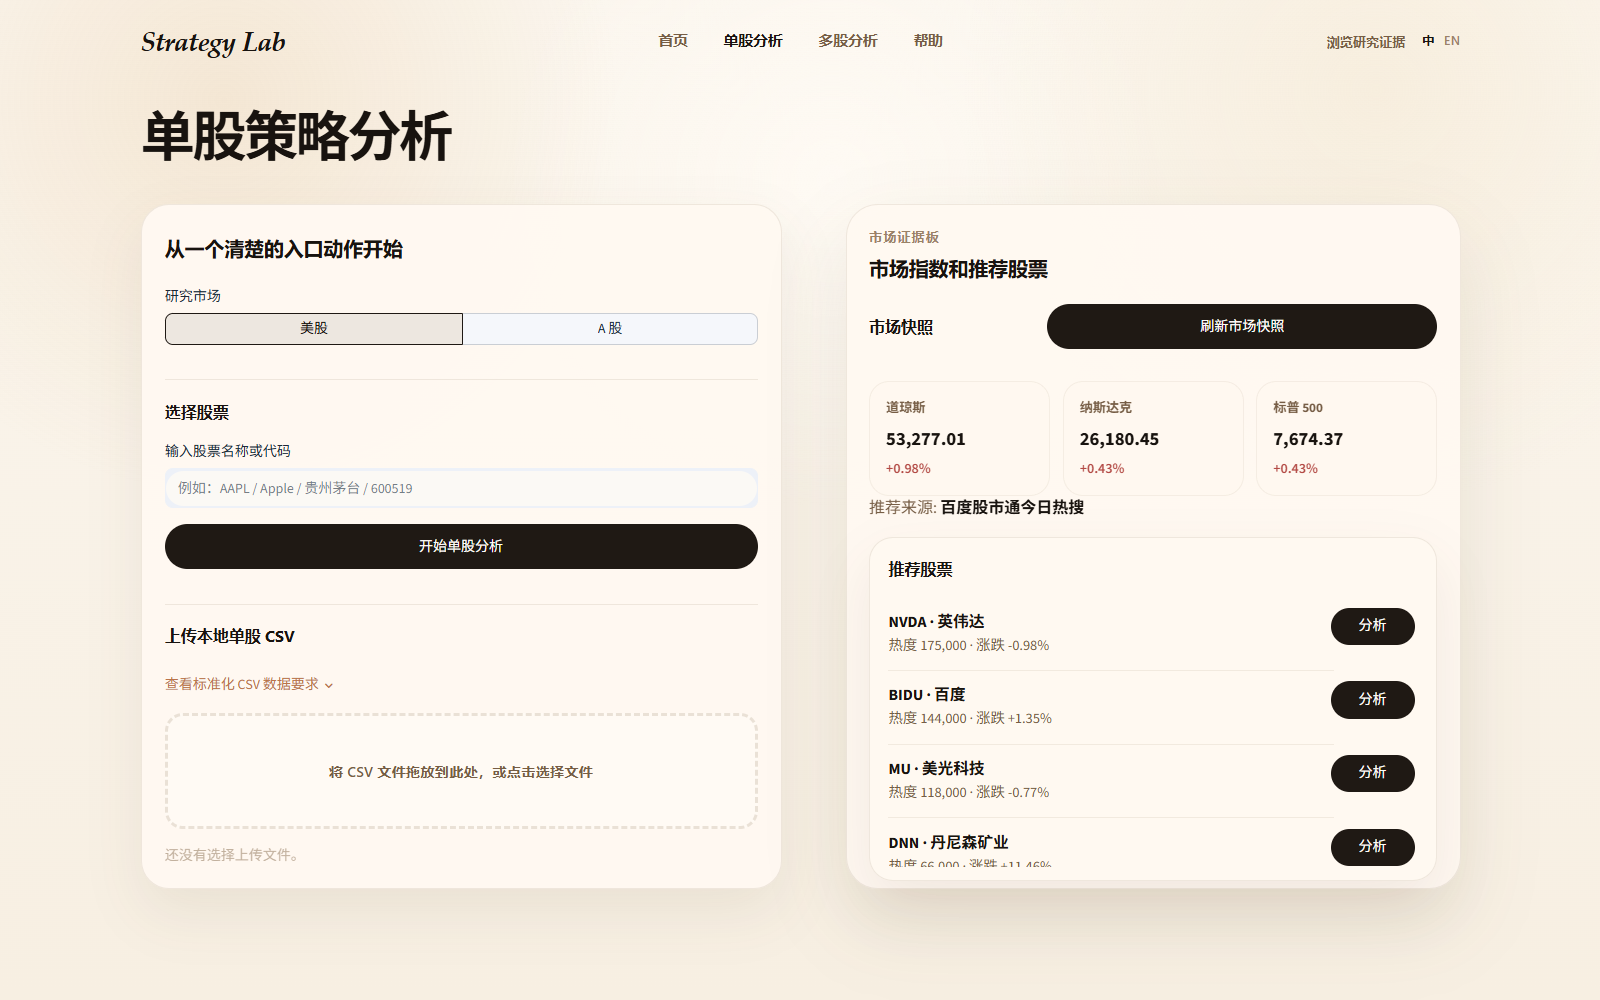 Strategy Lab
首页 单股分析 多股分析 帮助
浏览研究证据 中 EN
单股策略分析
从一个清楚的入口动作开始
研究市场
美股 A 股
选择股票
输入股票名称或代码
例如：AAPL / Apple / 贵州茅台 / 600519
开始单股分析
上传本地单股 CSV
查看标准化 CSV 数据要求
将 CSV 文件拖放到此处，或点击选择文件
还没有选择上传文件。
市场证据板
市场指数和推荐股票
市场快照 刷新市场快照
道琼斯 纳斯达克 标普 500
53,277.01 26,180.45 7,674.37
+0.98% +0.43% +0.43%
推荐来源: 百度股市通今日热搜
推荐股票
NVDA · 英伟达 分析
热度 175,000 · 涨跌 -0.98%
BIDU · 百度 分析
热度 144,000 · 涨跌 +1.35%
MU · 美光科技 分析
热度 118,000 · 涨跌 -0.77%
DNN · 丹尼森矿业 分析
热度 66,000 · 涨跌 +11.46%